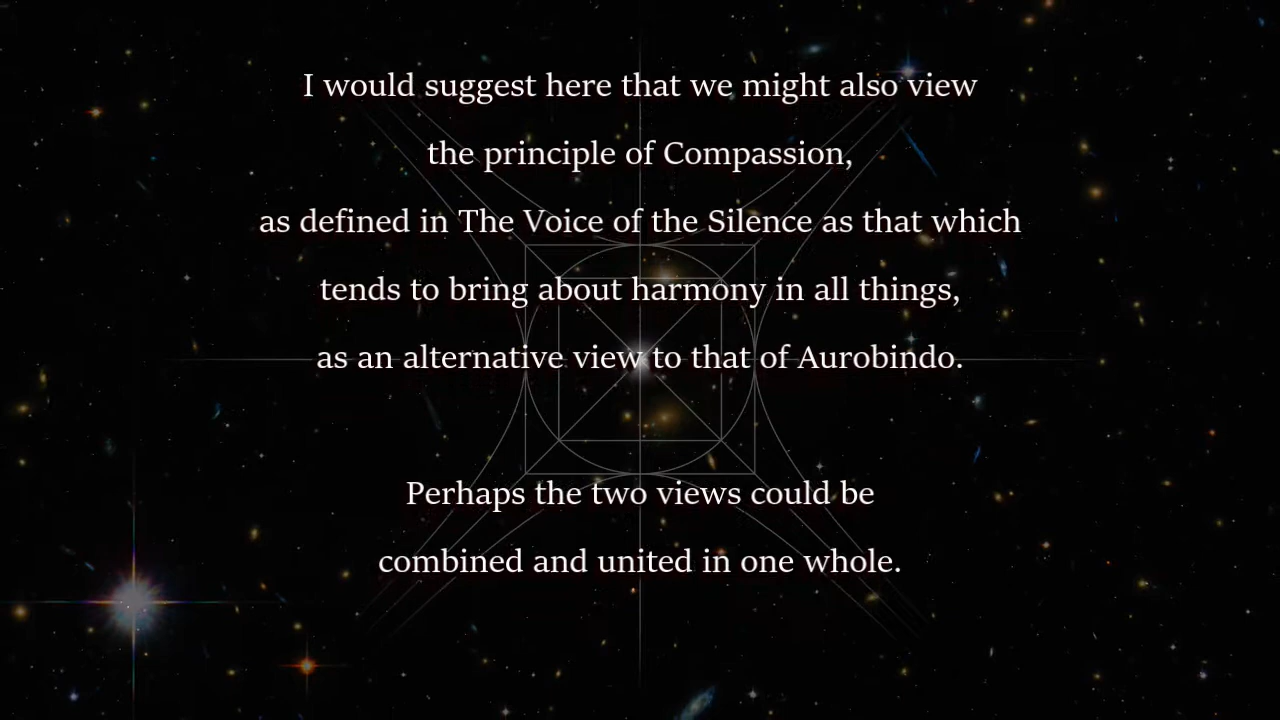 I would suggest here that we might also view
the principle of Compassion,
as defined in The Voice of the Silence as that which
tends to bring about harmony in all things,
as an alternative view to that of Aurobindo.
Perhaps the two views could be
combined and united in one whole.